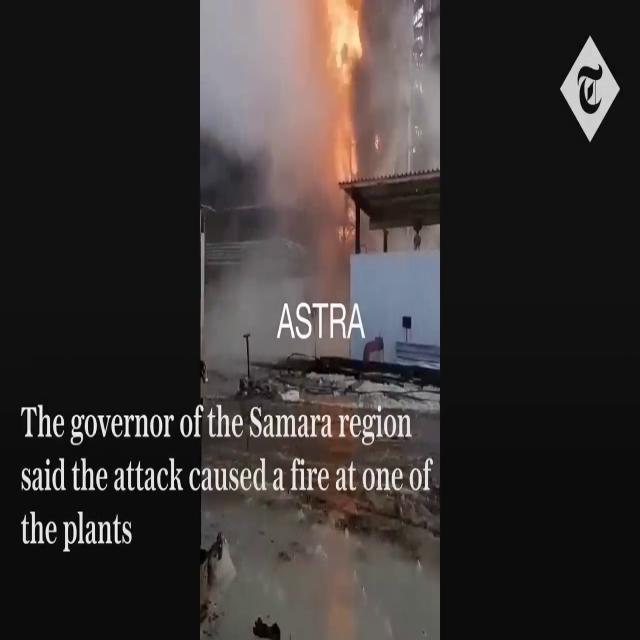 T
ASTRA
The governor of the Samara region
said the attack caused a fire at one of
the plants